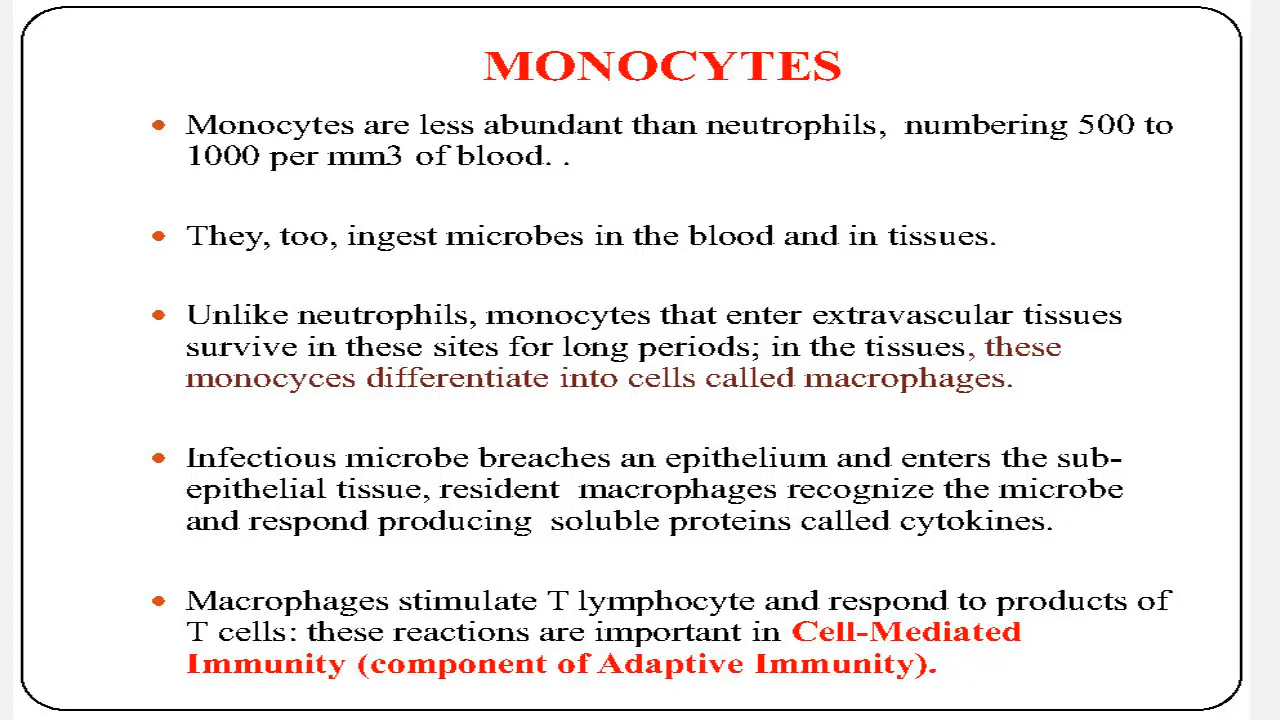 MONOCYTES
• Monocytes are less abundant than neutrophils,  numbering 500 to
1000 per mm3 of blood. .
• They, too, ingest microbes in the blood and in tissues.
• Unlike neutrophils, monocytes that enter extravascular tissues
survive in these sites for long periods; in the tissues, these
monocyces differentiate into cells called macrophages.
• Infectious microbe breaches an epithelium and enters the sub-
epithelial tissue, resident  macrophages recognize the microbe
and respond producing  soluble proteins called cytokines.
• Macrophages stimulate T lymphocyte and respond to products of
T cells: these reactions are important in Cell-Mediated
Immunity (component of Adaptive Immunity).